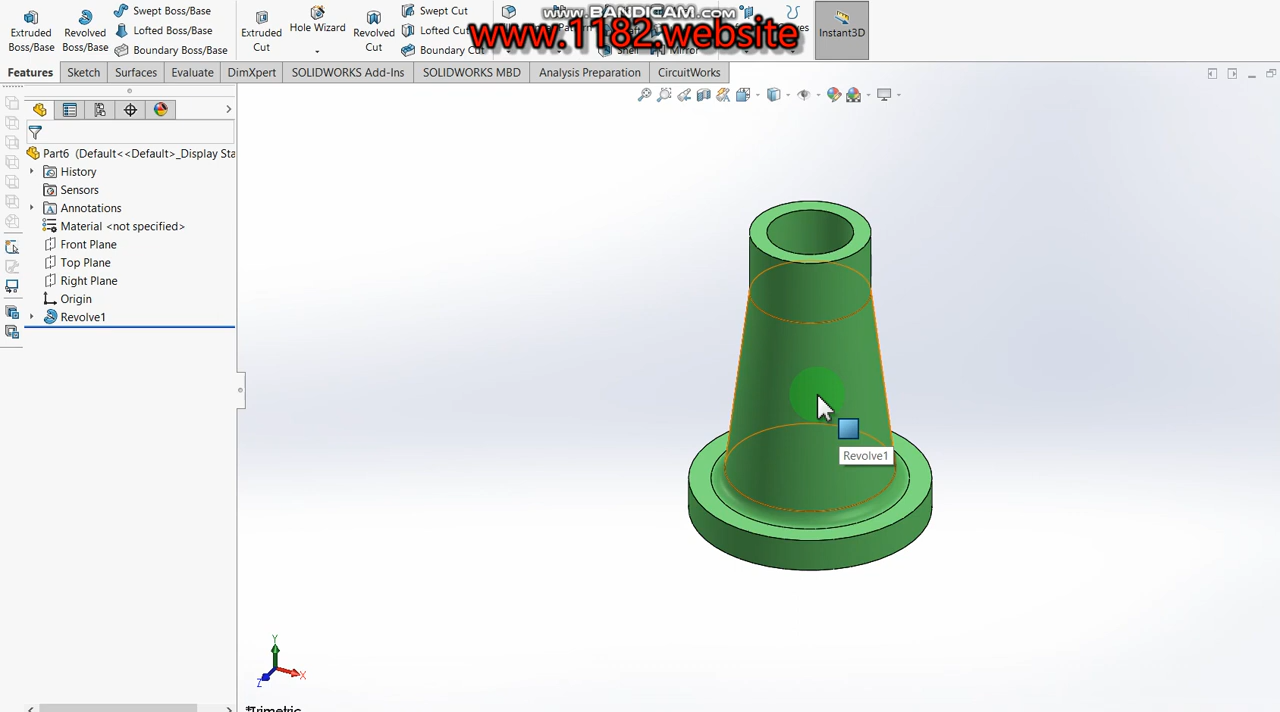 www.BANDICAM.com
www.1182.website
Extruded Boss/Base
Revolved Boss/Base
Swept Boss/Base
Lofted Boss/Base
Boundary Boss/Base
Extruded Cut
Hole Wizard
Revolved Cut
Swept Cut
Lofted Cut
Boundary Cut
Shell
Mirror
Instant3D
Features
Sketch
Surfaces
Evaluate
DimXpert
SOLIDWORKS Add-Ins
SOLIDWORKS MBD
Analysis Preparation
CircuitWorks
Part6 (Default<<Default>_Display Sta
History
Sensors
Annotations
Material <not specified>
Front Plane
Top Plane
Right Plane
Origin
Revolve1
Revolve1
Y
X
Z
*Trimetric